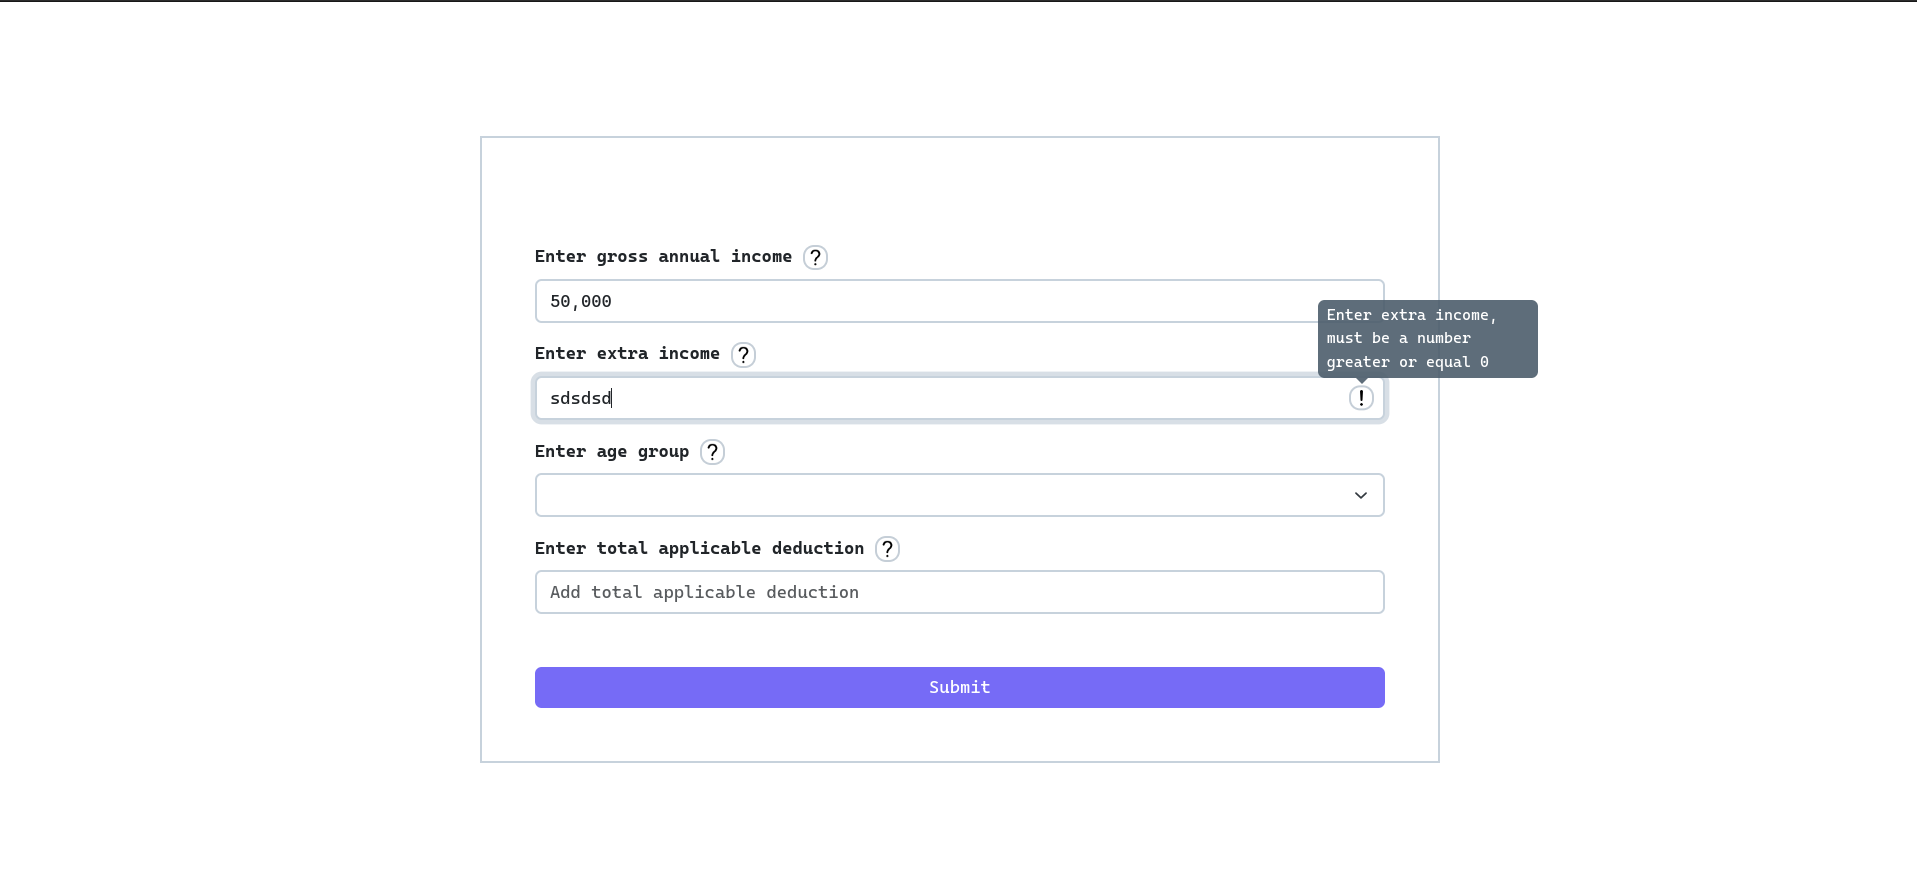 Enter gross annual income ?
50,000
Enter extra income,
must be a number
greater or equal 0
Enter extra income ?
sdsdsd
!
Enter age group ?
Enter total applicable deduction ?
Add total applicable deduction
Submit